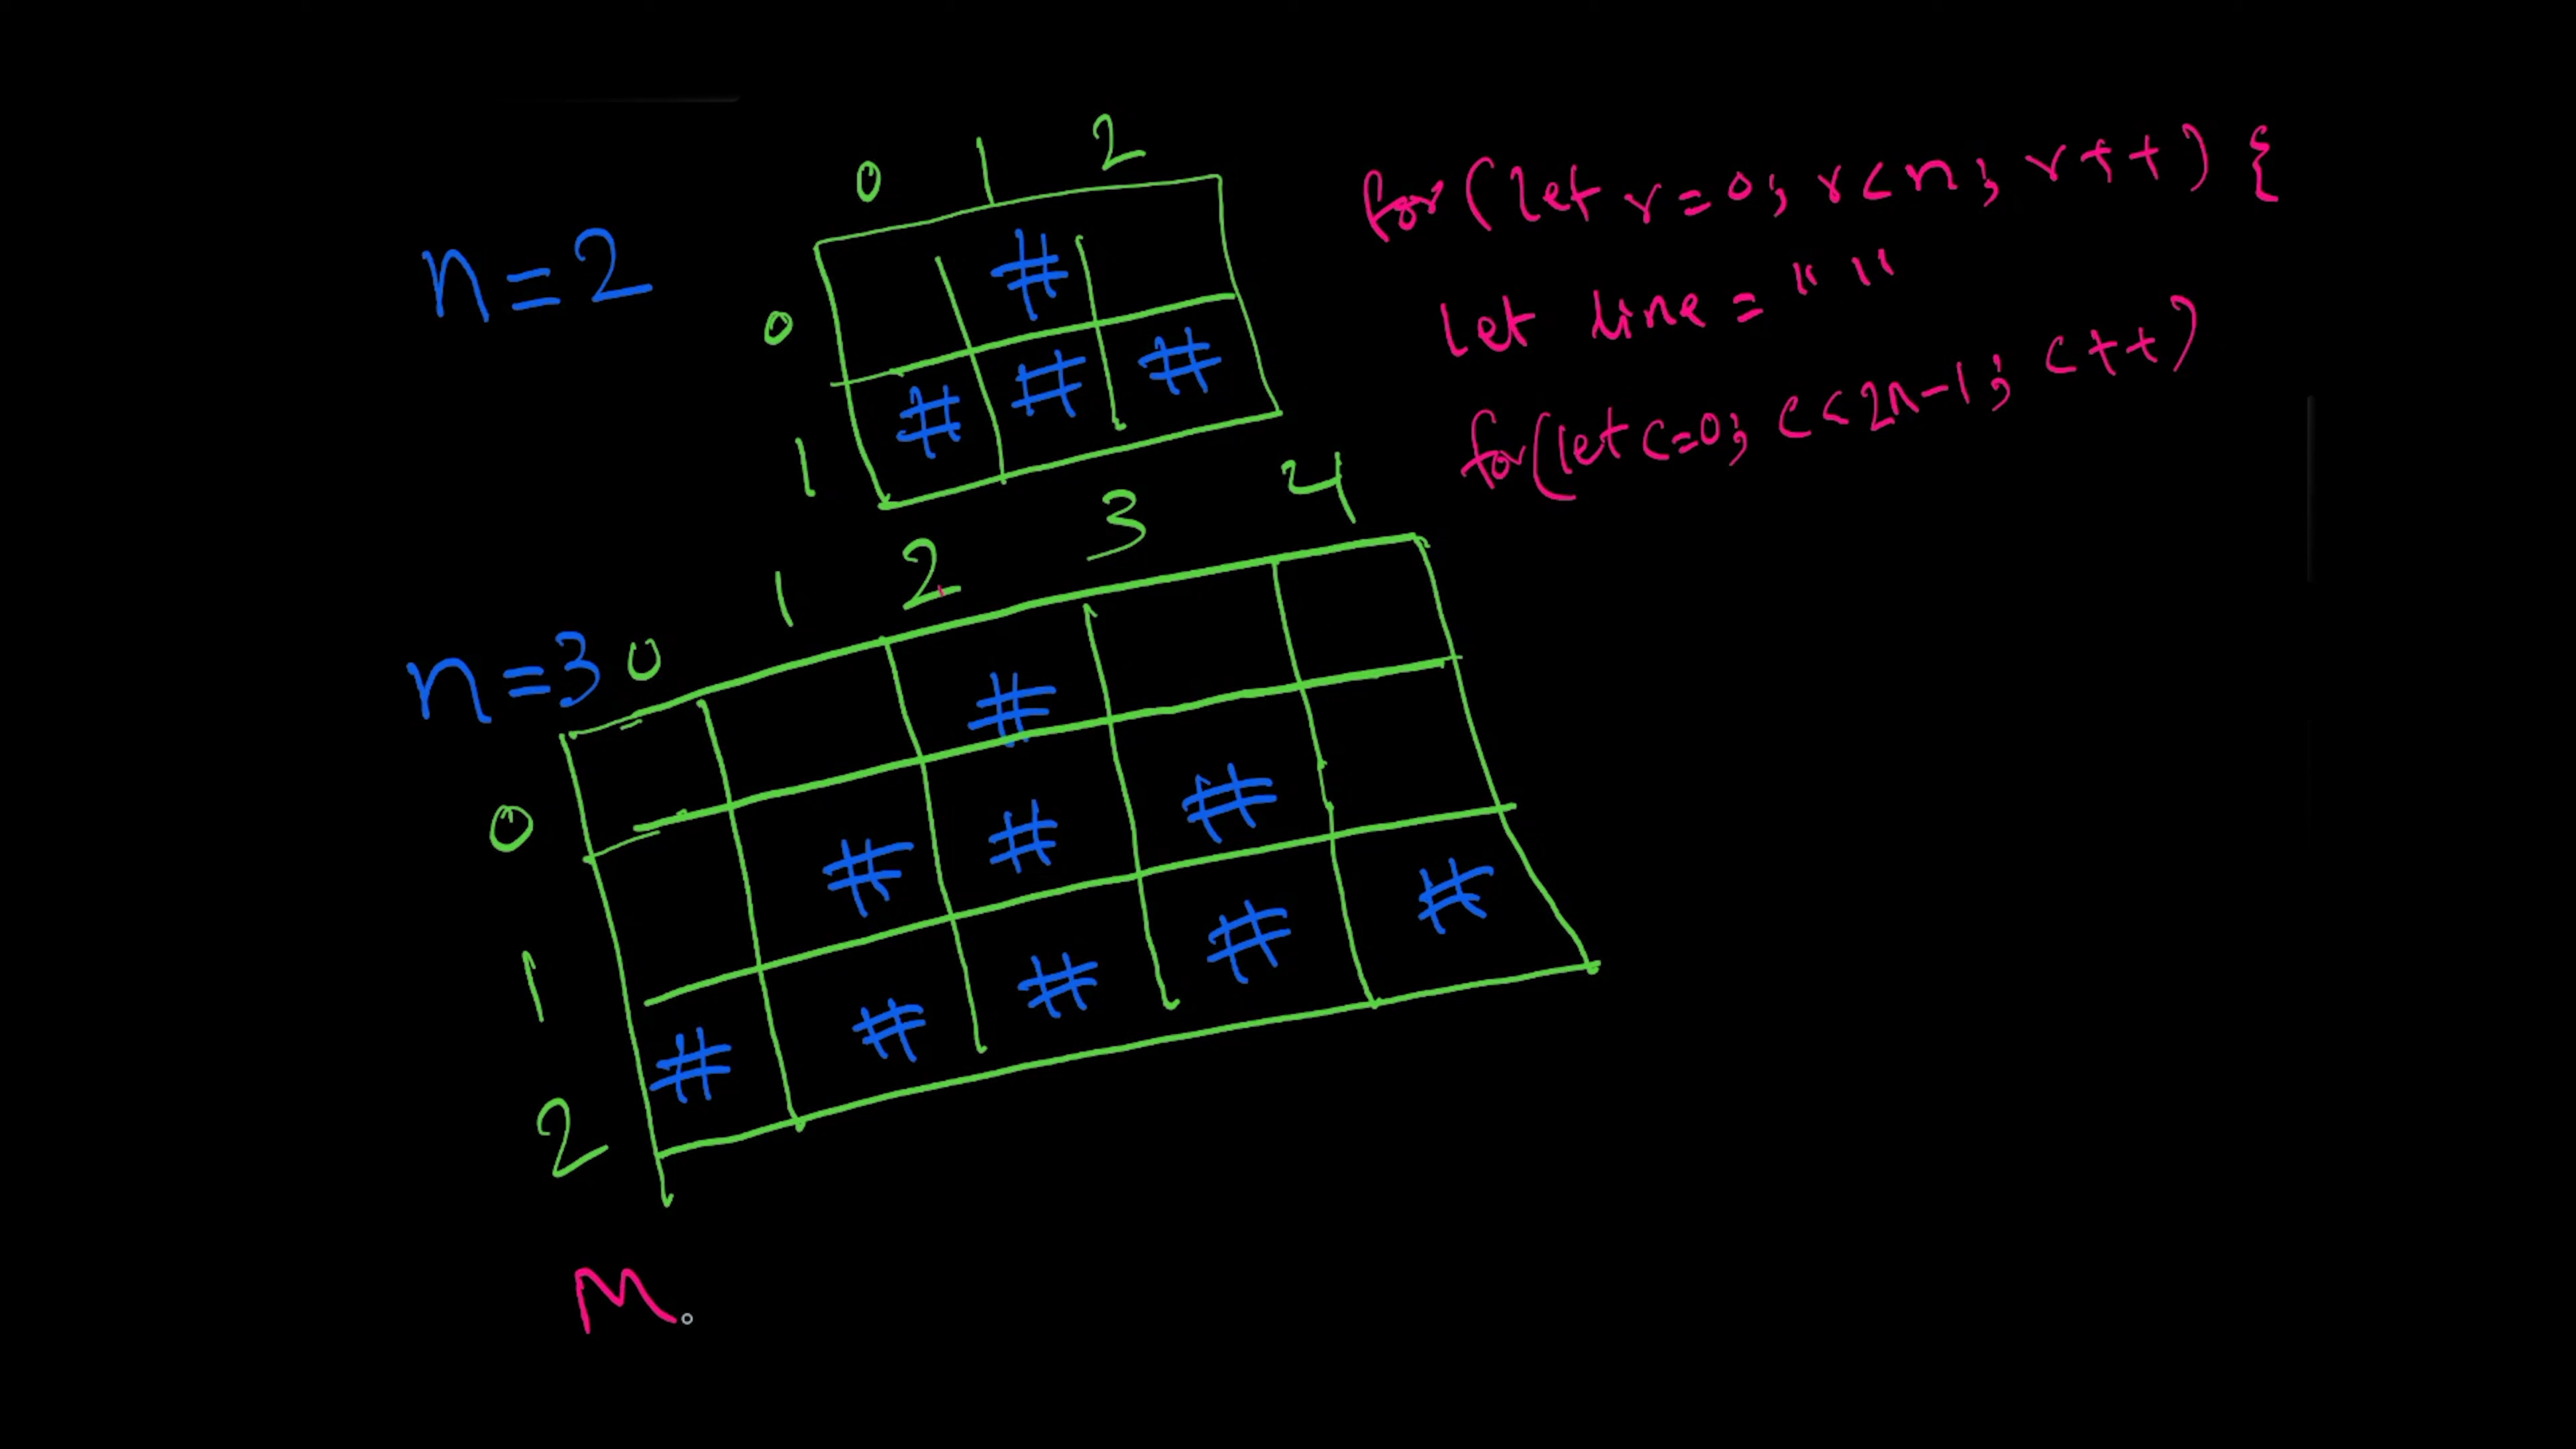 n=2
0 1 2
0 #
1 # # #
for(let r=0; r<n; r++) {
let line = " "
for(let c=0; c<2n-1; c++)
n=3
0 1 2 3 4
0 #
1 # # #
2 # # # # #
M